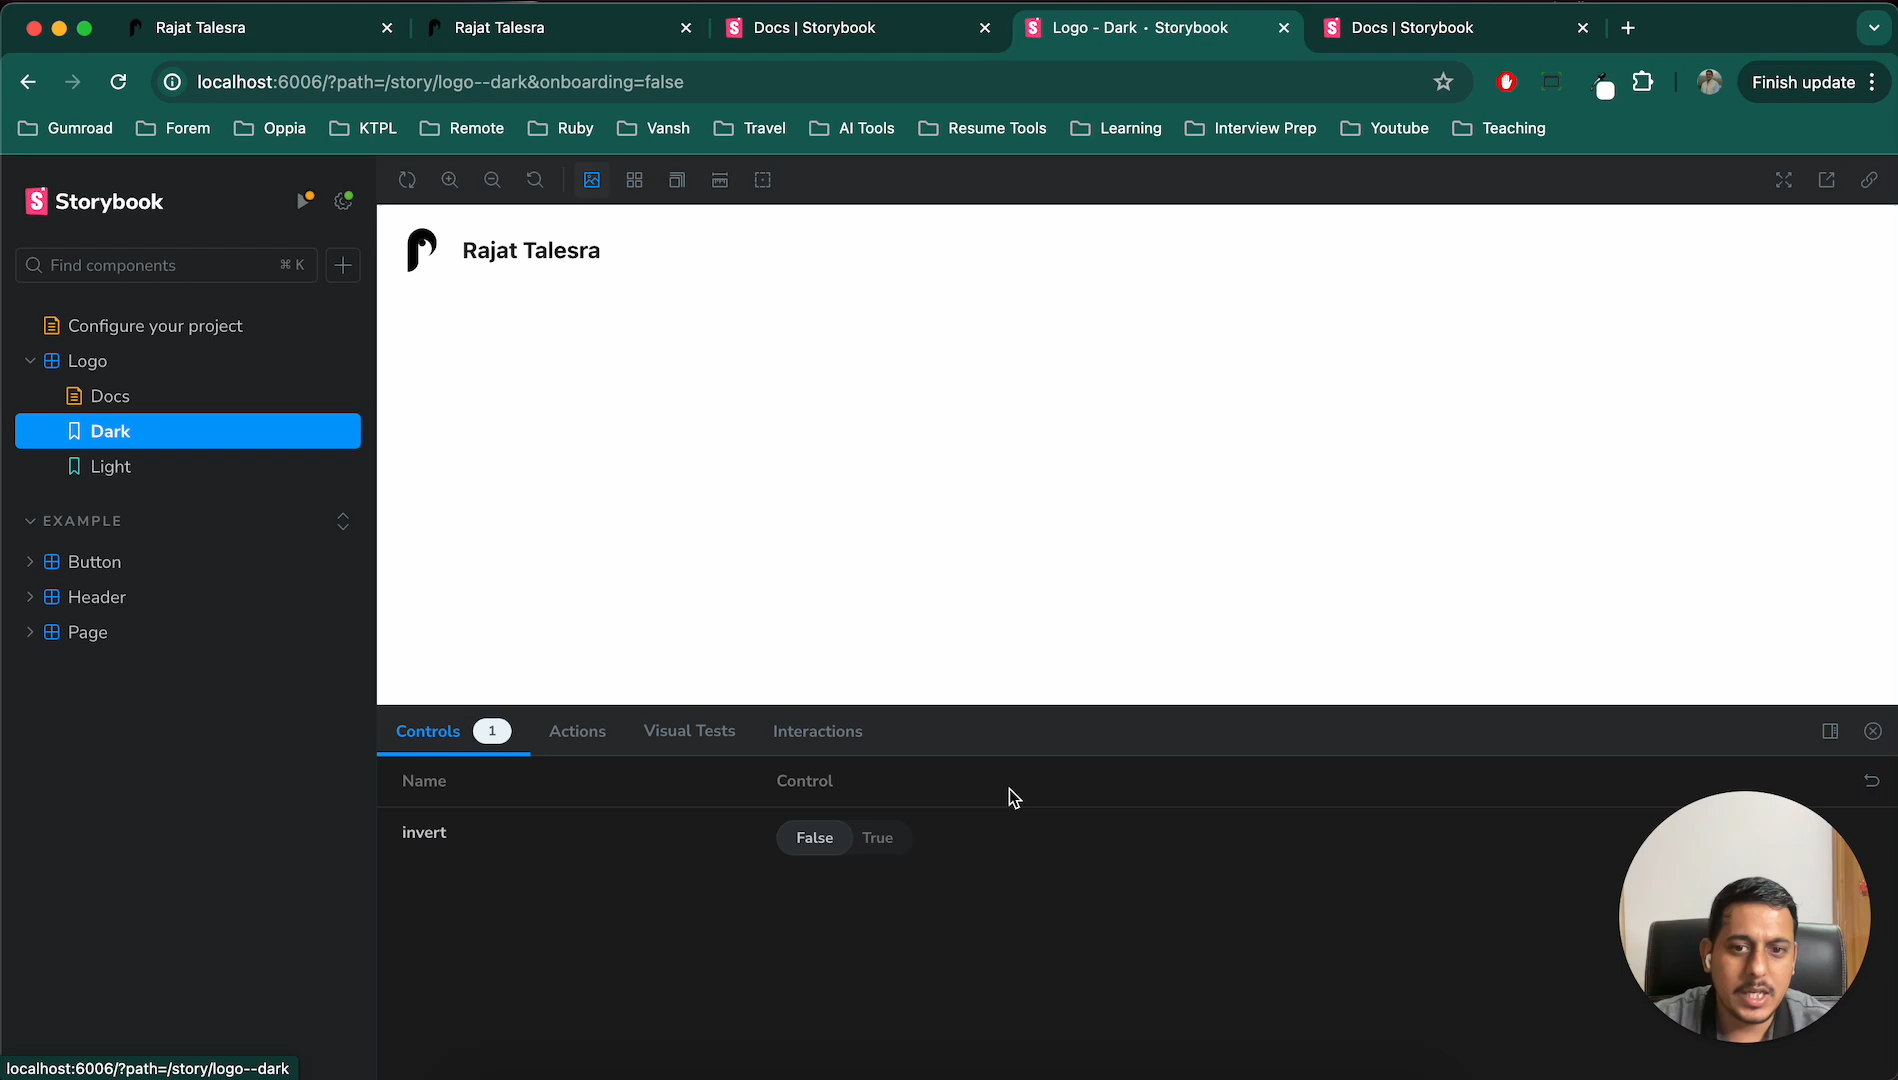 Rajat Talesra
Rajat Talesra
Docs | Storybook
Logo - Dark · Storybook
Docs | Storybook
localhost:6006/?path=/story/logo--dark&onboarding=false
Finish update
Gumroad
Forem
Oppia
KTPL
Remote
Ruby
Vansh
Travel
AI Tools
Resume Tools
Learning
Interview Prep
Youtube
Teaching
S Storybook
Find components
⌘ K
Configure your project
Logo
Docs
Dark
Light
EXAMPLE
Button
Header
Page
Rajat Talesra
Controls 1
Actions
Visual Tests
Interactions
Name
Control
invert
False
True
localhost:6006/?path=/story/logo--dark